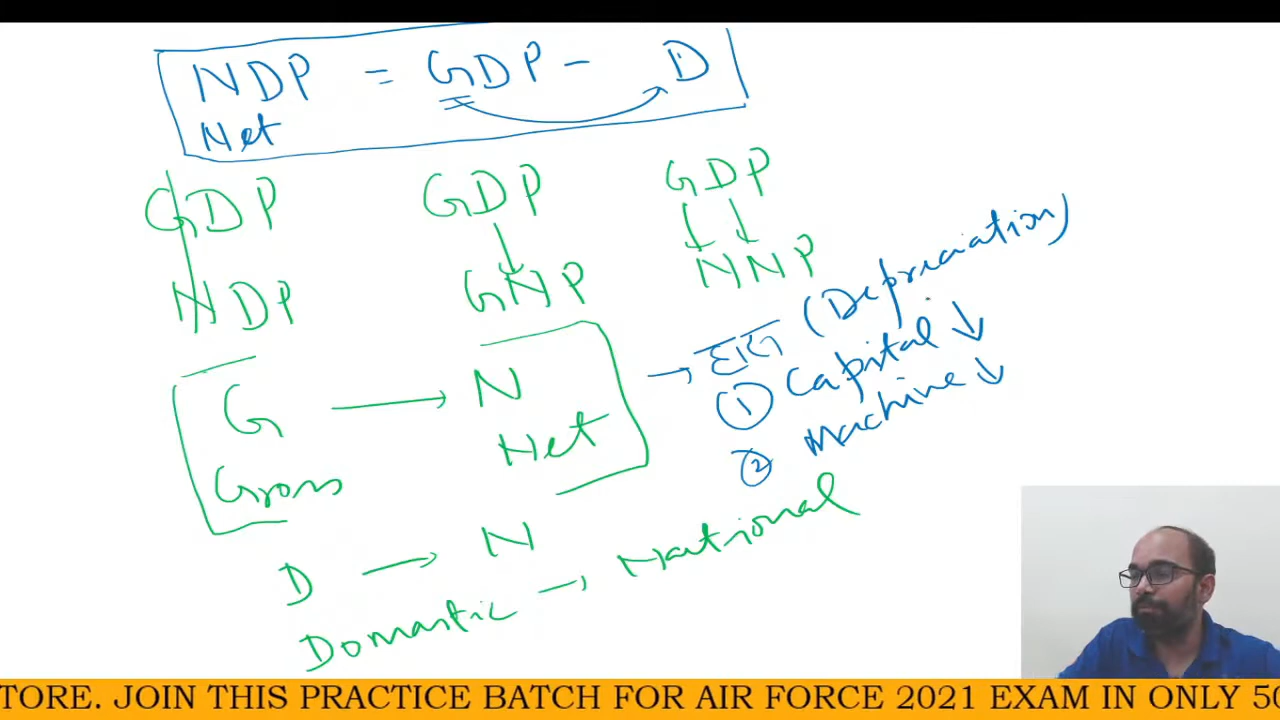 NDP = GDP - D
Net
GDP GDP GDP
NDP GNP NNP
→ ह्रास (Depreciation)
① Capital ↓
② Machine ↓
G → N
Gross Net
D → N
Domastic → National
TORE. JOIN THIS PRACTICE BATCH FOR AIR FORCE 2021 EXAM IN ONLY 50